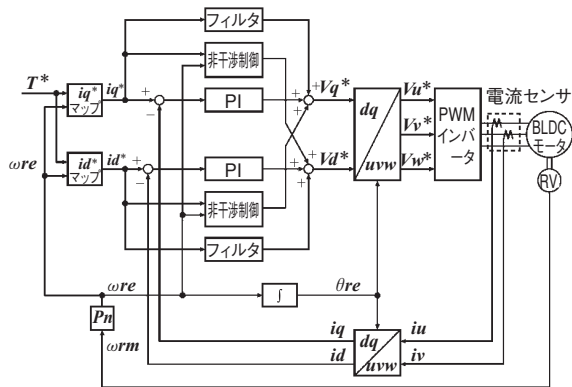 フィルタ
非干渉制御
T*
iq*
マップ
iq*
+
−
PI
+
+
+
Vq*
dq
uvw
Vu*
Vv*
Vw*
PWM
インバ
ータ
電流センサ
BLDC
モータ
RV
ωre
id*
マップ
id*
+
−
PI
+
+
+
Vd*
非干渉制御
フィルタ
ωre
∫
θre
Pn
ωrm
iq
id
dq
uvw
iu
iv